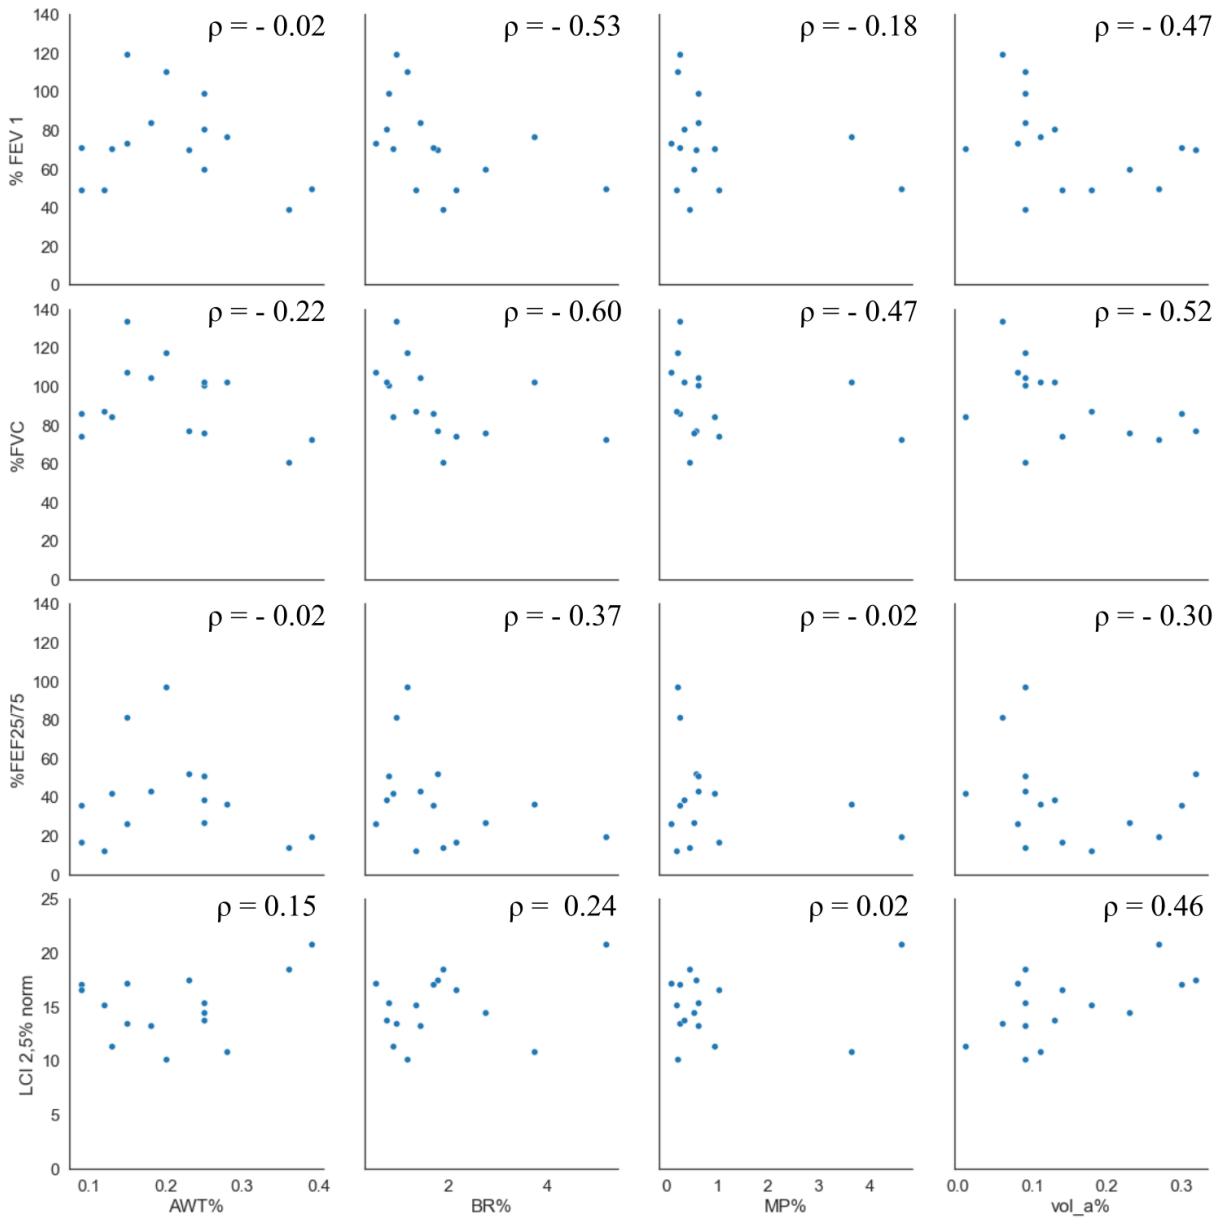 ρ = - 0.02
ρ = - 0.53
ρ = - 0.18
ρ = - 0.47
140
120
100
80
60
40
20
0
% FEV 1
ρ = - 0.22
ρ = - 0.60
ρ = - 0.47
ρ = - 0.52
140
120
100
80
60
40
20
0
%FVC
ρ = - 0.02
ρ = - 0.37
ρ = - 0.02
ρ = - 0.30
140
120
100
80
60
40
20
0
%FEF25/75
ρ = 0.15
ρ = 0.24
ρ = 0.02
ρ = 0.46
25
20
15
10
5
0
LCI 2,5% norm
0.1 0.2 0.3 0.4
AWT%
2 4
BR%
0 1 2 3 4
MP%
0.0 0.1 0.2 0.3
vol_a%